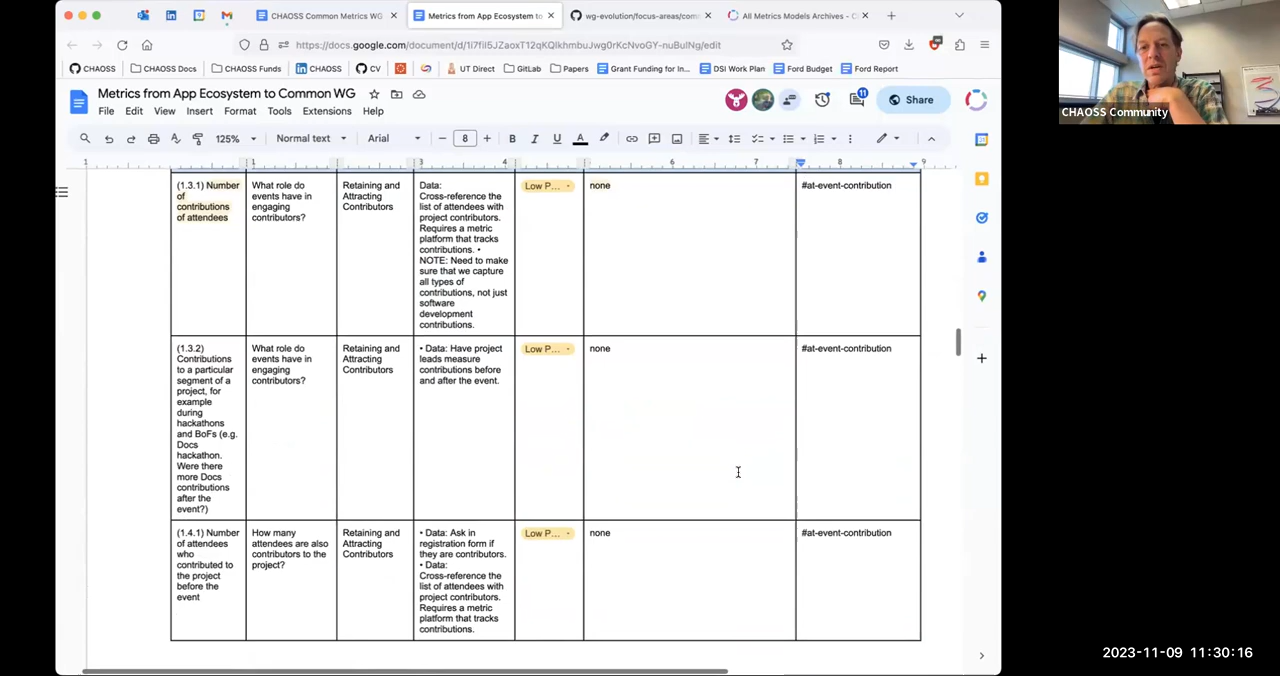 CHAOSS Common Metrics WG
Metrics from App Ecosystem to
wg-evolution/focus-areas/com
All Metrics Models Archives - C
https://docs.google.com/document/d/1i7fil5JZaoxT12qKQIkhmbuJwg0rKcNvoGY-nuBulNg/edit
CHAOSS
CHAOSS Docs
CHAOSS Funds
CHAOSS
CV
UT Direct
GitLab
Papers
Grant Funding for In...
DSI Work Plan
Ford Budget
Ford Report
Metrics from App Ecosystem to Common WG
File Edit View Insert Format Tools Extensions Help
11
Share
125%
Normal text
Arial
8
B I U A
1 1 3 4 6 7 8 9
(1.3.1) Number
of
contributions
of attendees
What role do
events have in
engaging
contributors?
Retaining and
Attracting
Contributors
Data:
Cross-reference the
list of attendees with
project contributors.
Requires a metric
platform that tracks
contributions. •
NOTE: Need to make
sure that we capture
all types of
contributions, not just
software
development
contributions.
Low P...
none
#at-event-contribution
(1.3.2)
Contributions
to a particular
segment of a
project, for
example
during
hackathons
and BoFs (e.g.
Docs
hackathon.
Were there
more Docs
contributions
after the
event?)
What role do
events have in
engaging
contributors?
Retaining and
Attracting
Contributors
• Data: Have project
leads measure
contributions before
and after the event.
Low P...
none
#at-event-contribution
(1.4.1) Number
of attendees
who
contributed to
the project
before the
event
How many
attendees are also
contributors to the
project?
Retaining and
Attracting
Contributors
• Data: Ask in
registration form if
they are contributors.
• Data:
Cross-reference the
list of attendees with
project contributors.
Requires a metric
platform that tracks
contributions.
Low P...
none
#at-event-contribution
CHAOSS Community
2023-11-09 11:30:16